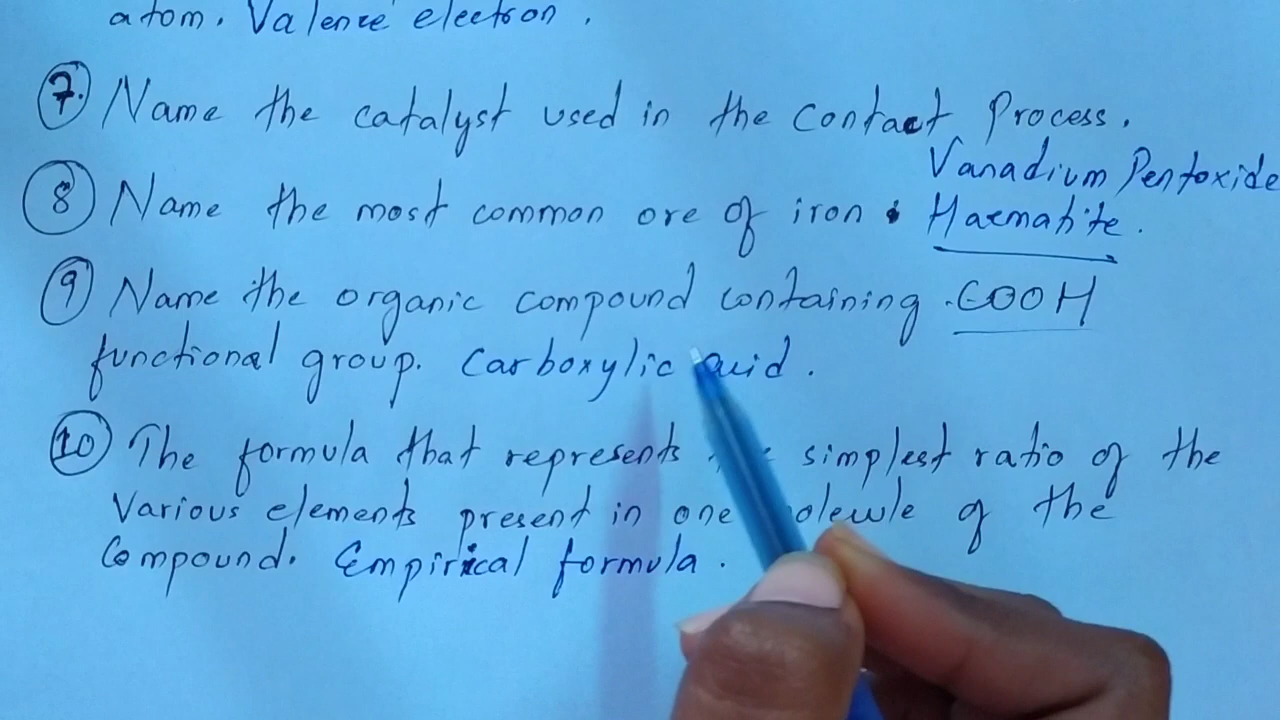 atom. Valence electron.
7. Name the catalyst used in the contact Process.
Vanadium Pentoxide
8 Name the most common ore of iron. Haematite.
9 Name the organic compound containing -COOH
functional group. Carboxylic acid.
10 The formula that represents simplest ratio of the
Various elements present in one of the
Compound. Empirical formula.